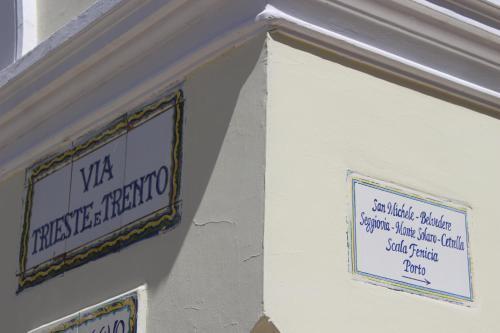 VIA
TRIESTE E TRENTO
San Michele - Belvedere
Seggiovia - Monte Solaro - Cetrella
Scala Fenicia
Porto